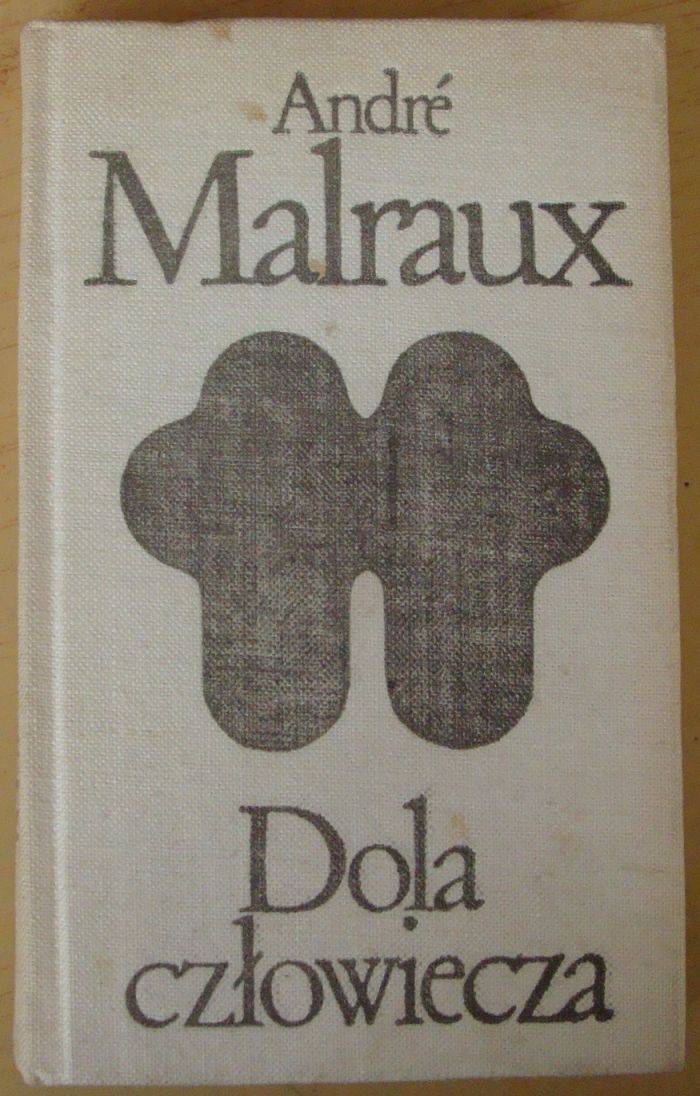 André
Malraux
Dola
człowiecza